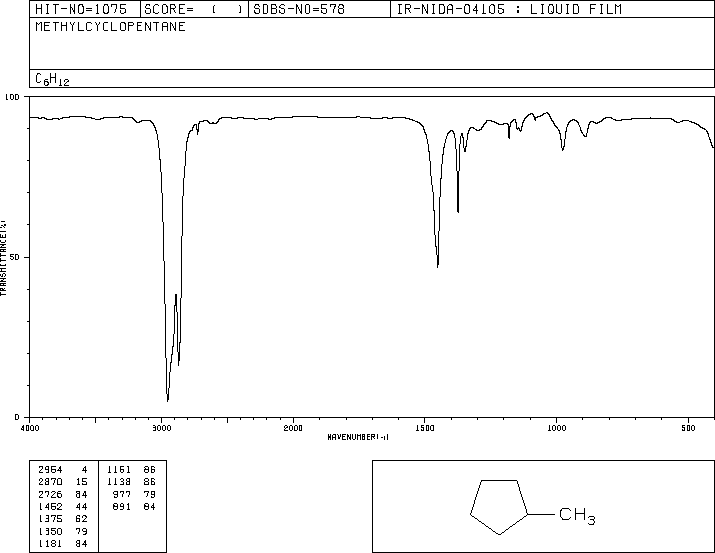 HIT-NO=1075 SCORE= ( ) SDBS-NO=578 IR-NIDA-04105 : LIQUID FILM
METHYLCYCLOPENTANE
C6H12
100
50
0
TRANSMITTANCE(%)
4000 3000 2000 1500 1000 500
WAVENUMBER(-1)
2954 4 1151 86
2870 15 1138 86
2726 84 977 79
1452 44 891 84
1375 62
1350 79
1181 84
CH3